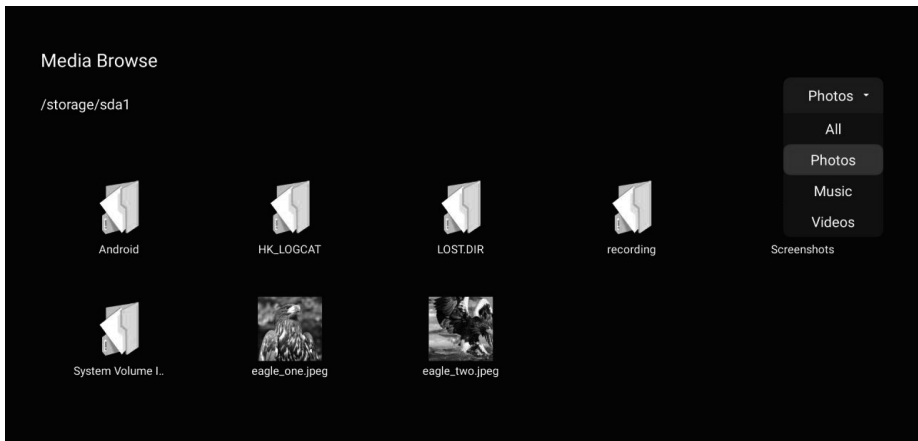 Media Browse
/storage/sda1
Photos
All
Photos
Music
Videos
Android
HK_LOGCAT
LOST.DIR
recording
Screenshots
System Volume I..
eagle_one.jpeg
eagle_two.jpeg